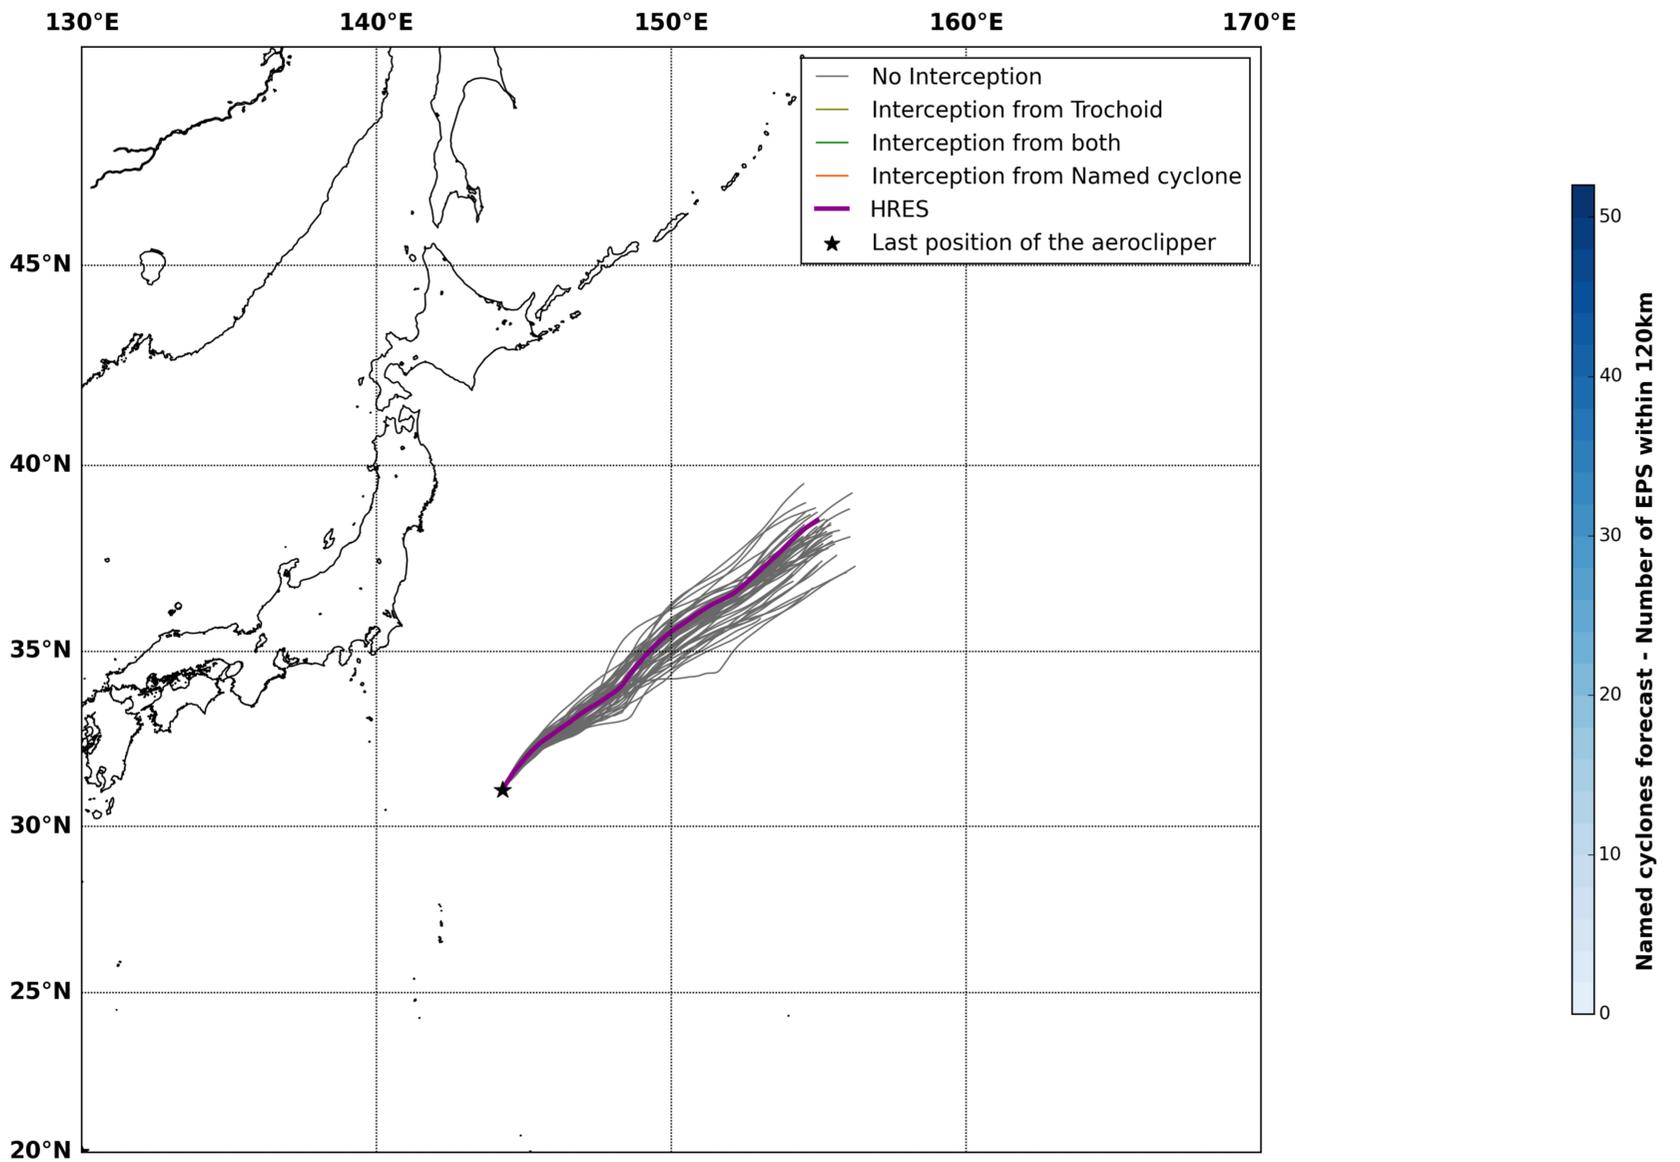 130°E 140°E 150°E 160°E 170°E
No Interception
Interception from Trochoid
Interception from both
Interception from Named cyclone
HRES
Last position of the aeroclipper
45°N
40°N
35°N
30°N
25°N
20°N
50
40
30
20
10
0
Named cyclones forecast - Number of EPS within 120km